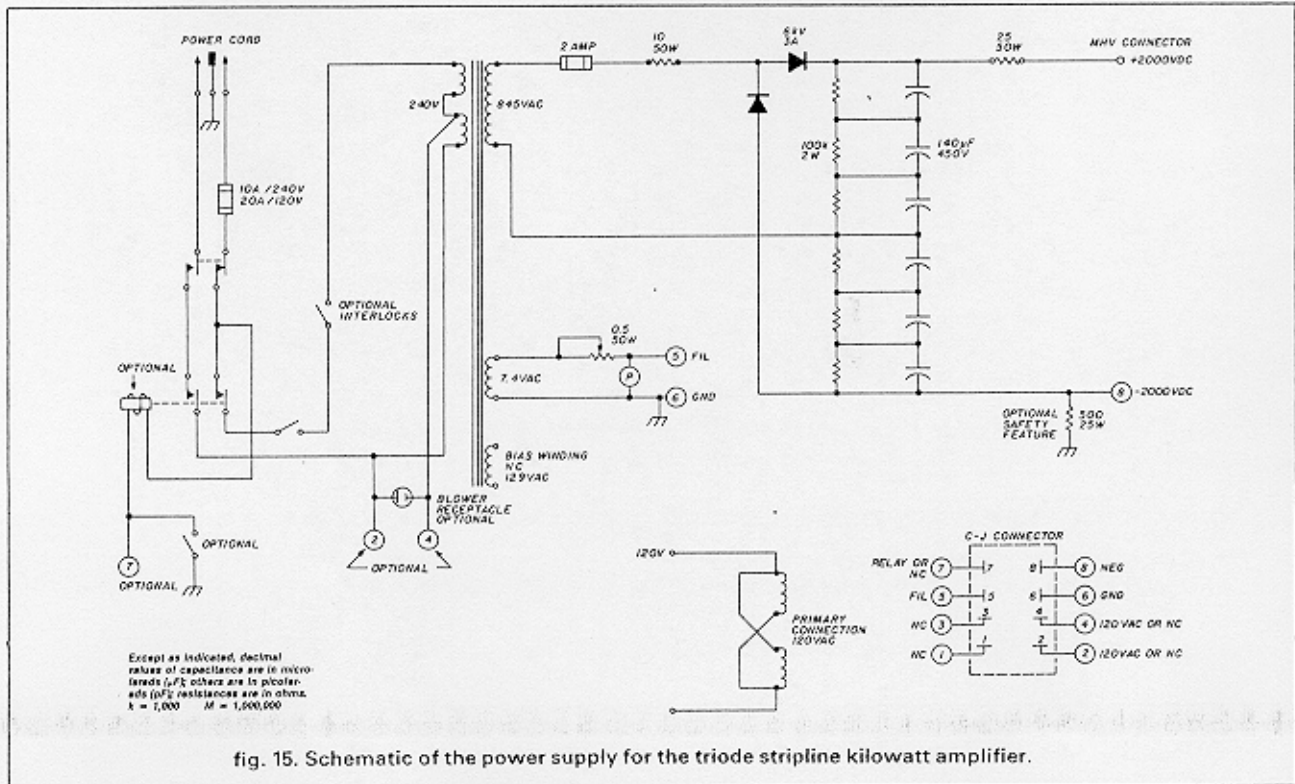 POWER CORD
10A /240V
20A /120V
OPTIONAL
INTERLOCKS
OPTIONAL
7
OPTIONAL
OPTIONAL
240V
845VAC
2 AMP
10
50W
3A
25
50W
MHV CONNECTOR
+2000VDC
100k
2W
140µF
450V
7.4VAC
0.5
50W
P
5 FIL
6 GND
BIAS WINDING
NC
129VAC
BLOWER
RECEPTACLE
OPTIONAL
2
4
OPTIONAL
8 -2000VDC
OPTIONAL
SAFETY
FEATURE
500
25W
120V
PRIMARY
CONNECTION
120VAC
C-J CONNECTOR
RELAY OR
NC 7 7 8 8 NEG
FIL 5 5 6 6 GND
NC 3 3 4 4 120VAC OR NC
NC 1 1 2 2 120VAC OR NC
Except as indicated, decimal
values of capacitance are in micro-
farads (µF); others are in picofar-
ads (pF); resistances are in ohms.
k = 1,000 M = 1,000,000
fig. 15. Schematic of the power supply for the triode stripline kilowatt amplifier.